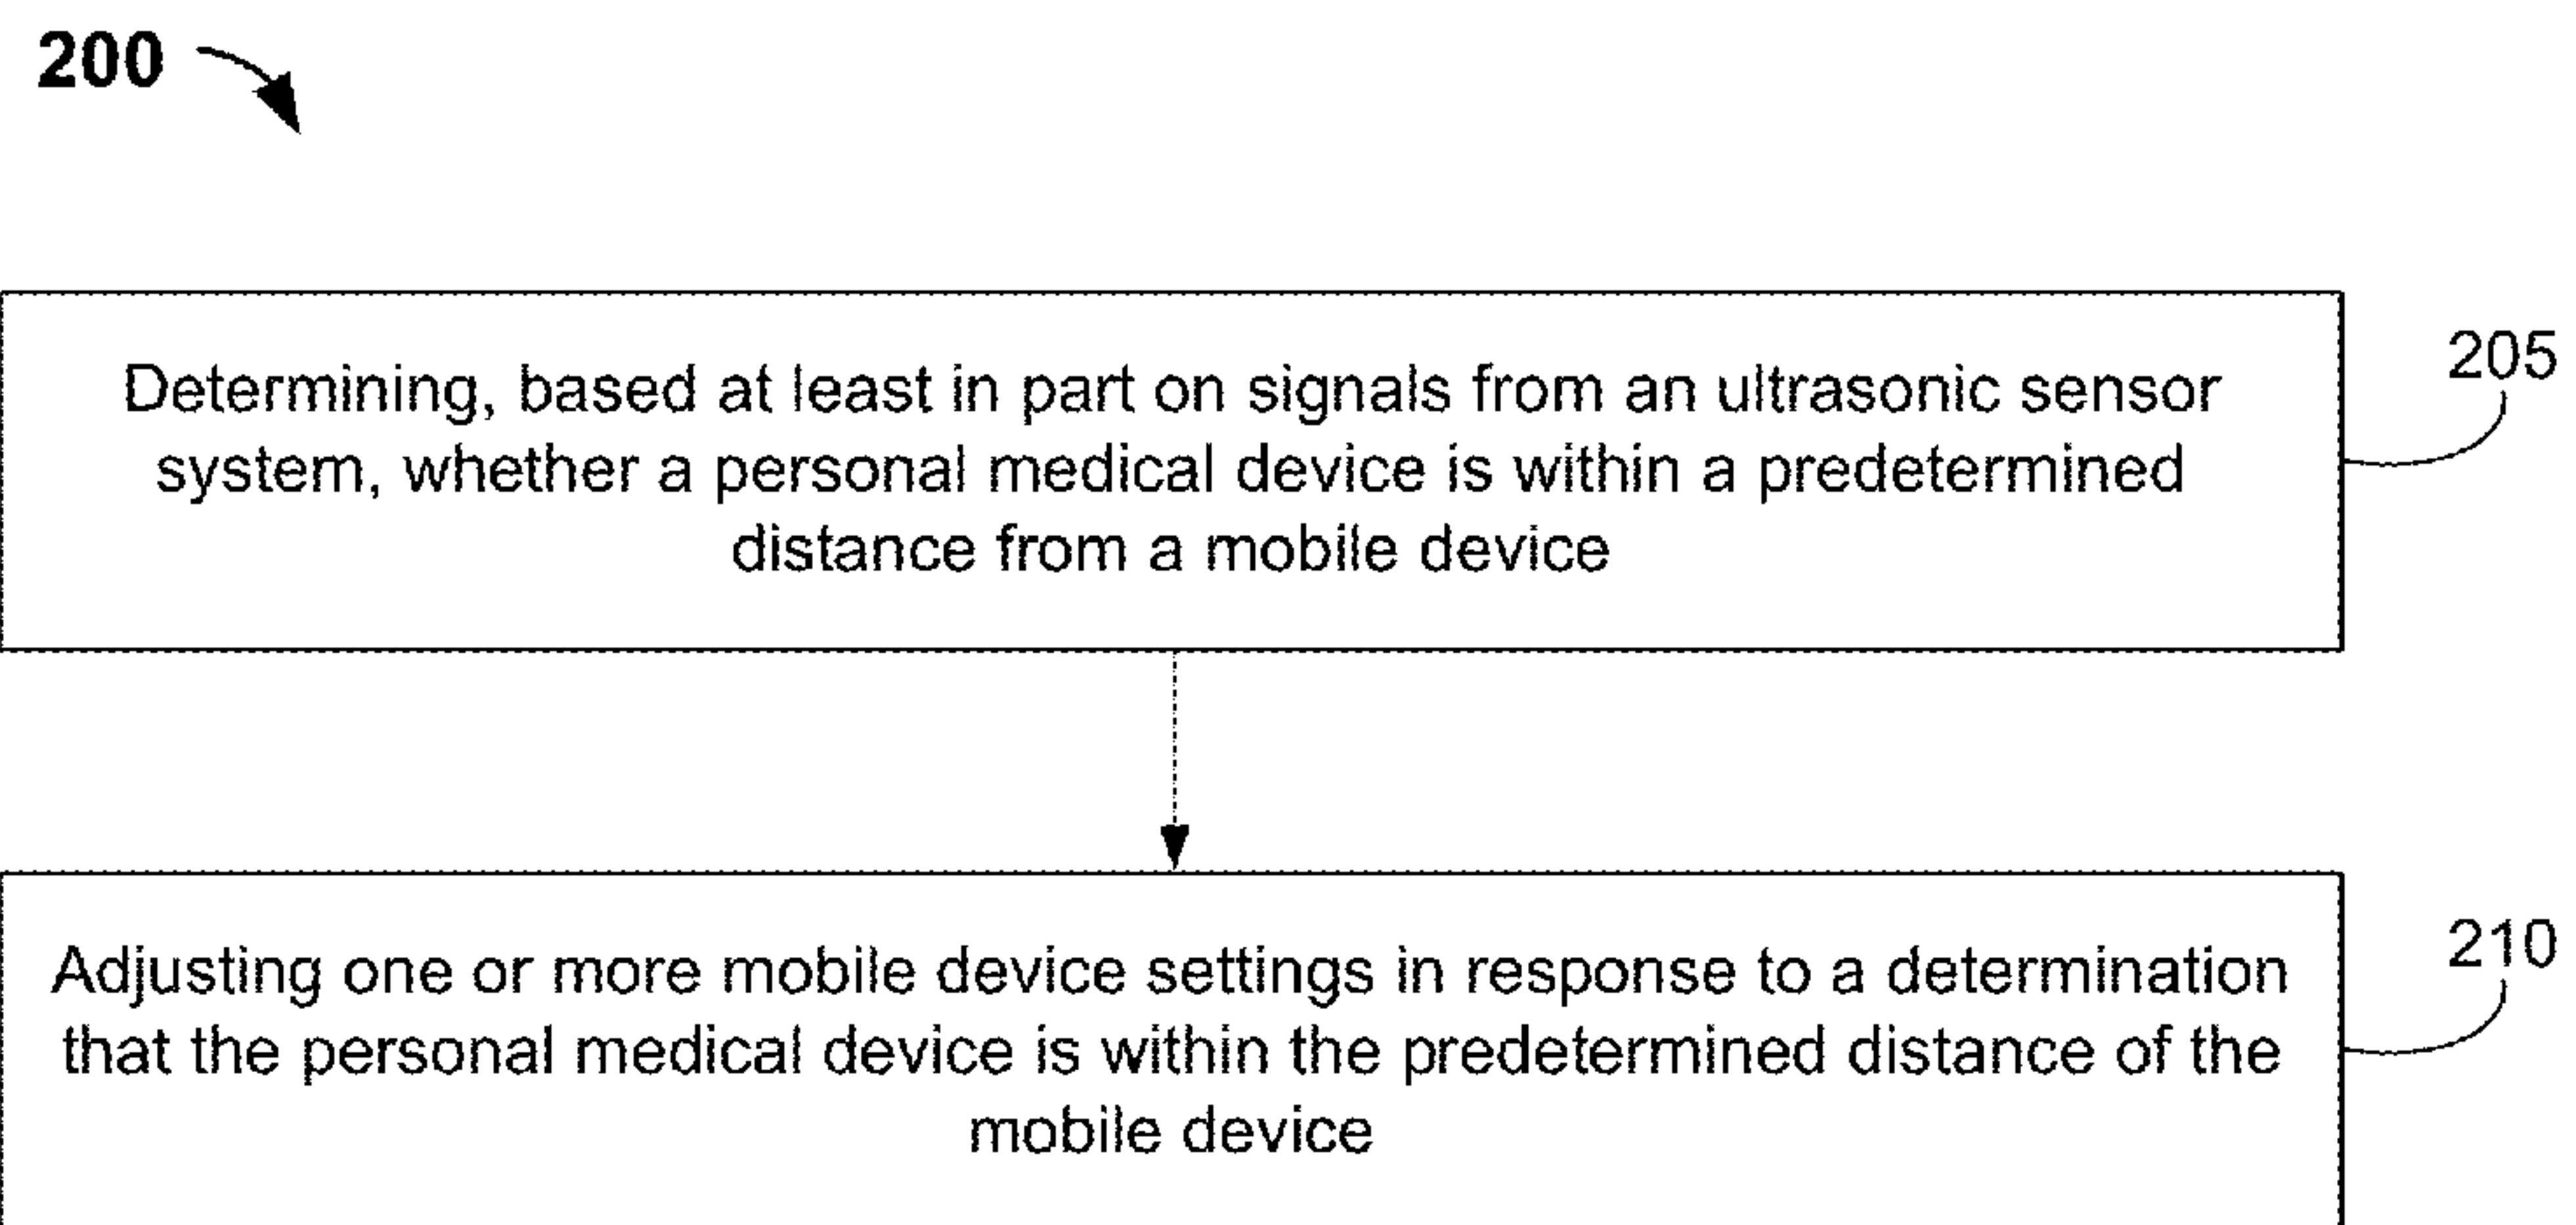 200
Determining, based at least in part on signals from an ultrasonic sensor
system, whether a personal medical device is within a predetermined
distance from a mobile device
205
Adjusting one or more mobile device settings in response to a determination
that the personal medical device is within the predetermined distance of the
mobile device
210